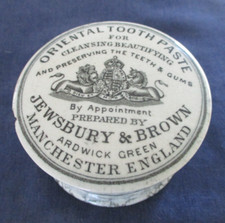 ORIENTAL TOOTH PASTE
FOR
CLEANSING BEAUTIFYING
AND PRESERVING THE TEETH & GUMS
By Appointment
PREPARED BY
JEWSBURY & BROWN
ARDWICK GREEN
MANCHESTER ENGLAND